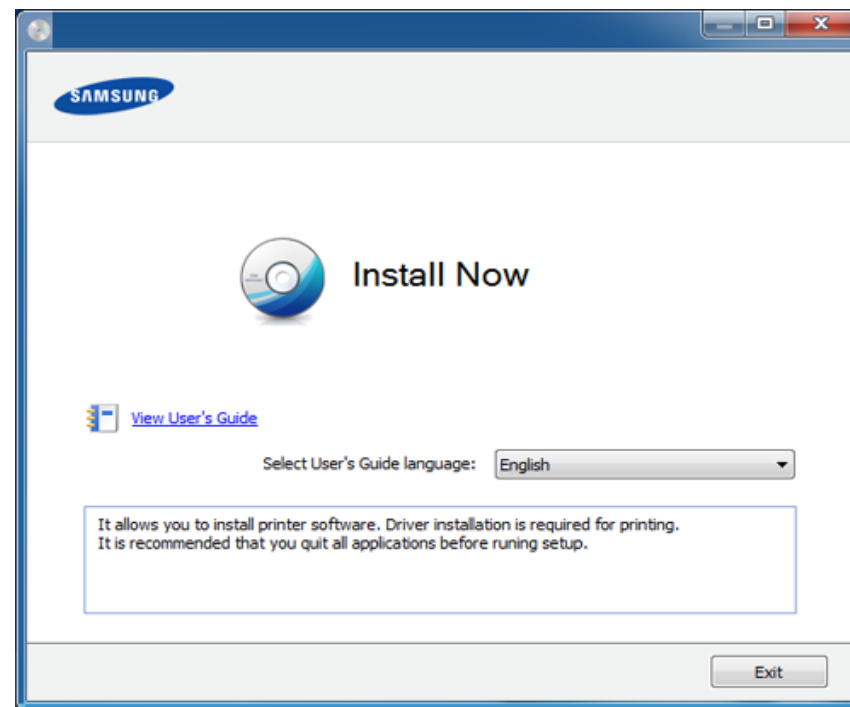 SAMSUNG
Install Now
View User's Guide
Select User's Guide language: English
It allows you to install printer software. Driver installation is required for printing.
It is recommended that you quit all applications before runing setup.
Exit